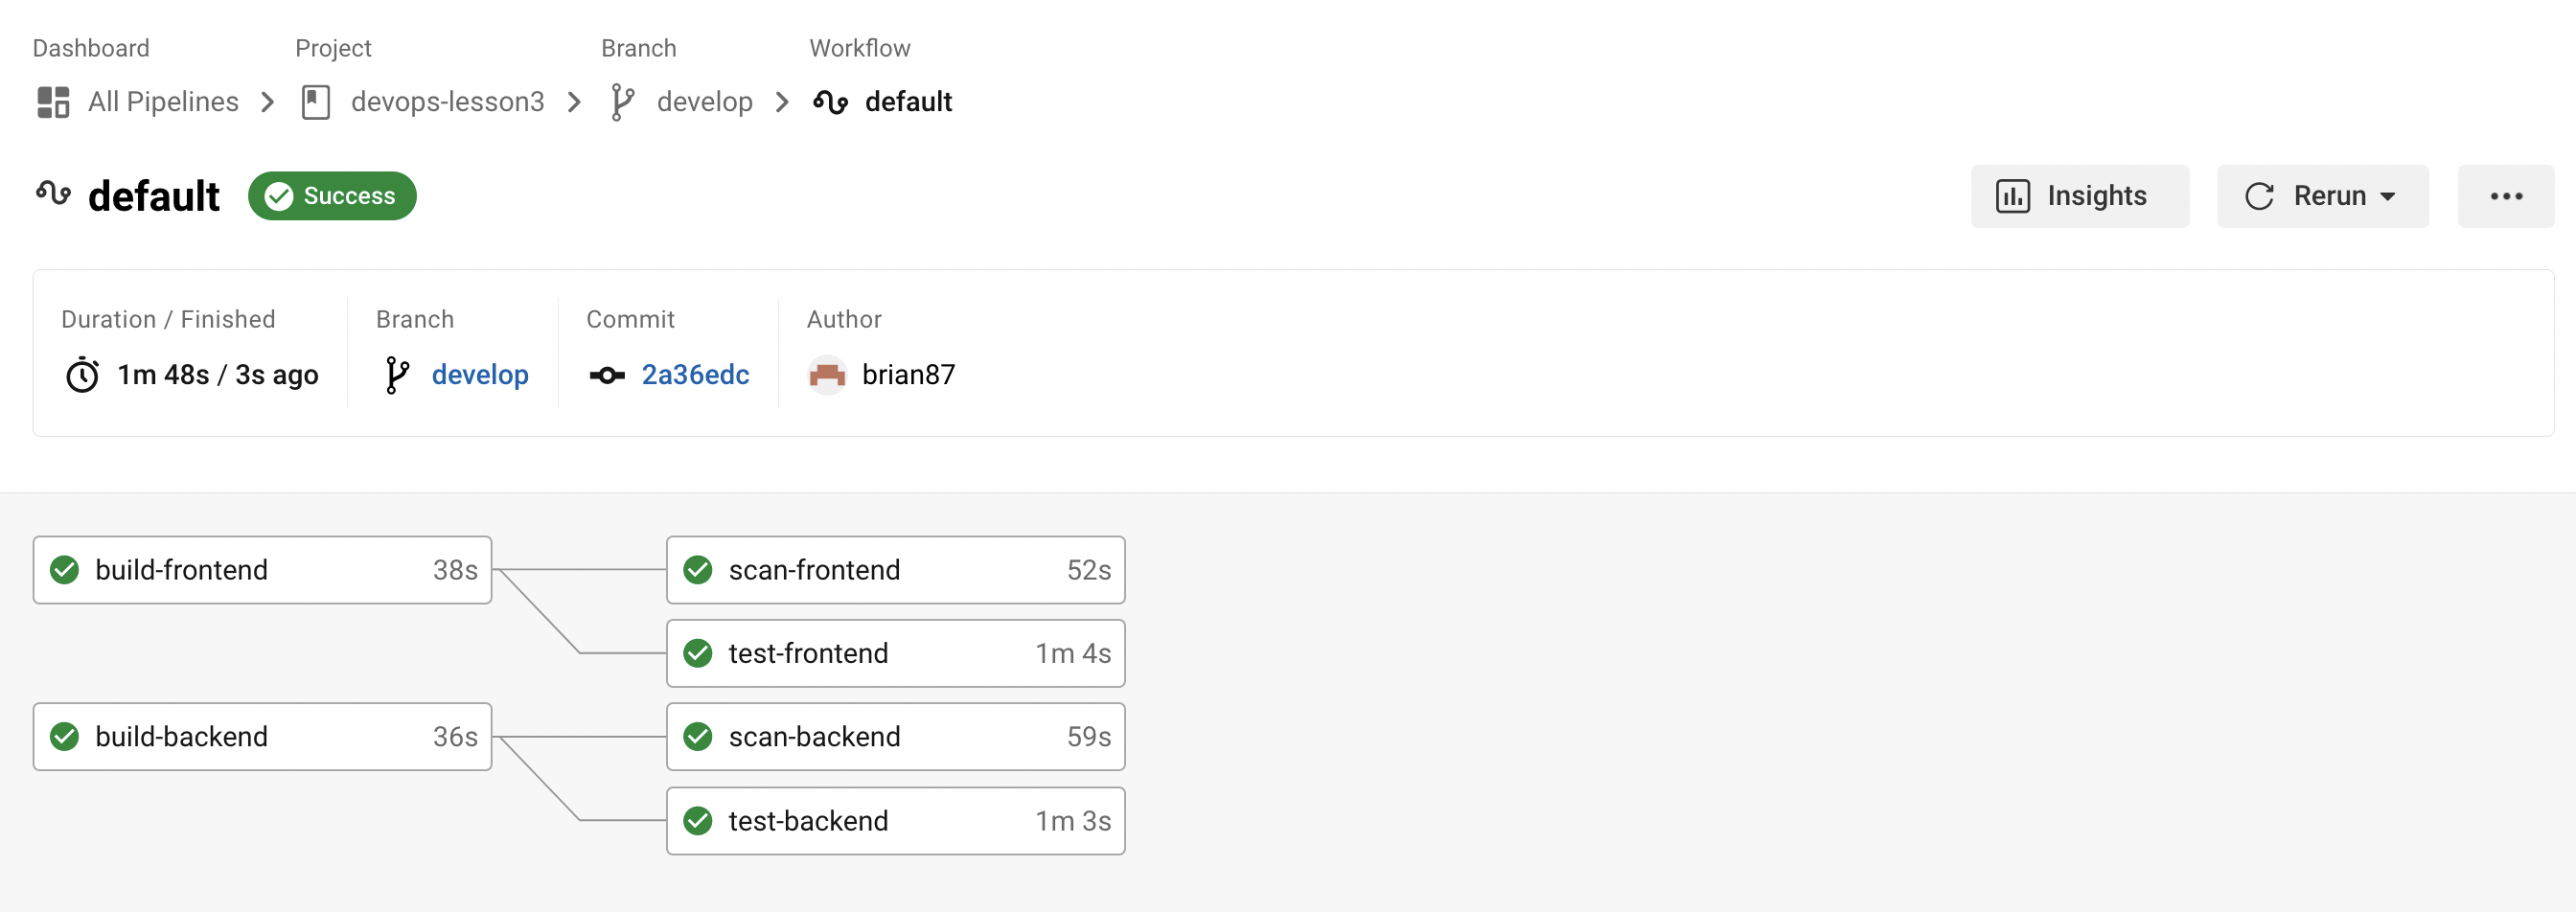 Dashboard Project Branch Workflow
All Pipelines devops-lesson3 develop default
default Success Insights Rerun
Duration / Finished Branch Commit Author
1m 48s / 3s ago develop 2a36edc brian87
build-frontend 38s scan-frontend 52s
test-frontend 1m 4s
build-backend 36s scan-backend 59s
test-backend 1m 3s